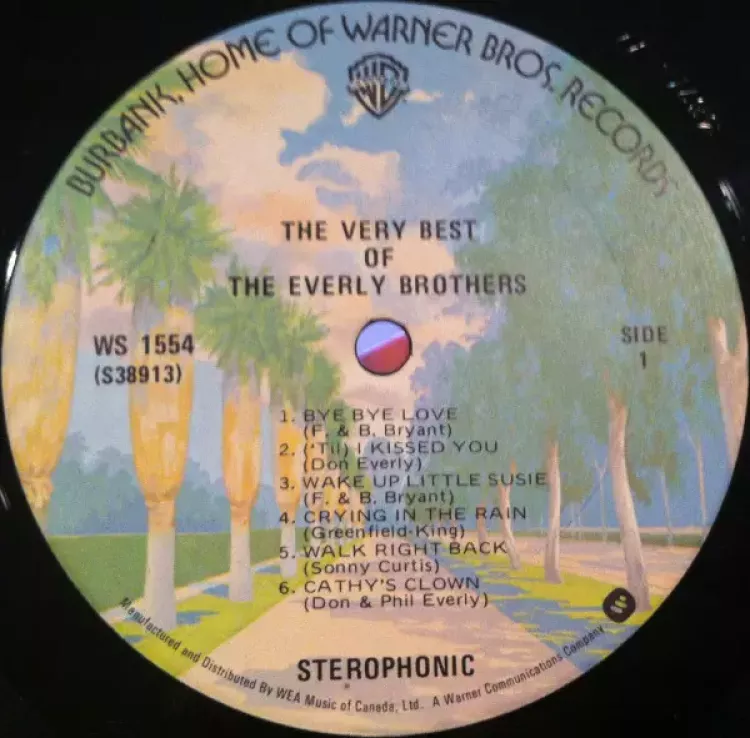 BURBANK, HOME OF WARNER BROS. RECORDS
THE VERY BEST
OF
THE EVERLY BROTHERS
WS 1554
(S38913)
SIDE
1
1. BYE BYE LOVE
(F. & B. Bryant)
2. ('Til) I KISSED YOU
(Don Everly)
3. WAKE UP LITTLE SUSIE
(F. & B. Bryant)
4. CRYING IN THE RAIN
(Greenfield-King)
5. WALK RIGHT BACK
(Sonny Curtis)
6. CATHY'S CLOWN
(Don & Phil Everly)
STEROPHONIC
Manufactured and Distributed By WEA Music of Canada, Ltd. A Warner Communications Company